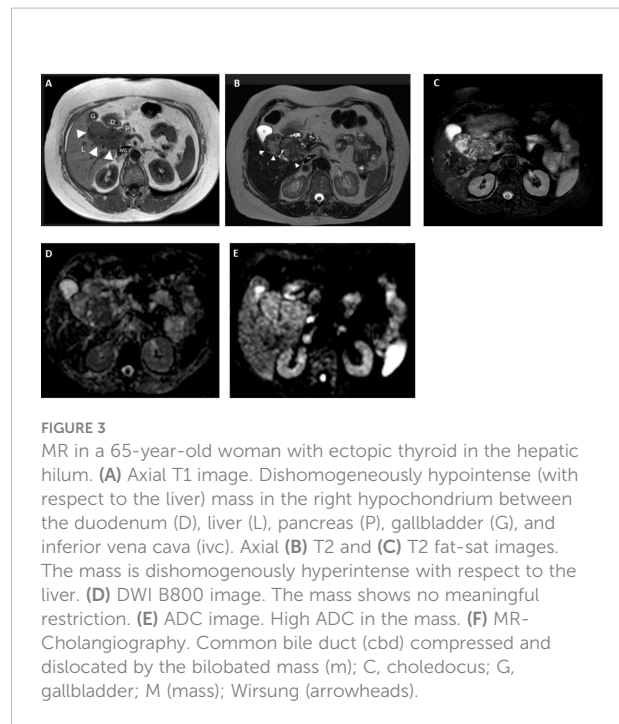 A
B
C
G
D
P
L
ivc
D
E
FIGURE 3
MR in a 65-year-old woman with ectopic thyroid in the hepatic
hilum. (A) Axial T1 image. Dishomogeneously hypointense (with
respect to the liver) mass in the right hypochondrium between
the duodenum (D), liver (L), pancreas (P), gallbladder (G), and
inferior vena cava (ivc). Axial (B) T2 and (C) T2 fat-sat images.
The mass is dishomogenously hyperintense with respect to the
liver. (D) DWI B800 image. The mass shows no meaningful
restriction. (E) ADC image. High ADC in the mass. (F) MR-
Cholangiography. Common bile duct (cbd) compressed and
dislocated by the bilobated mass (m); C, choledocus; G,
gallbladder; M (mass); Wirsung (arrowheads).